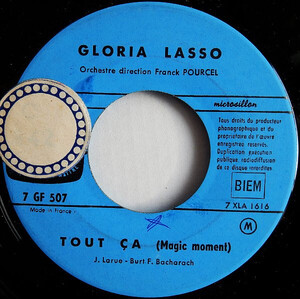 GLORIA LASSO
Orchestre direction Franck POURCEL
microsillon
Tous droits du producteur
phonographique et du
propriétaire de l'œuvre
enregistrée réservés.
Duplication exécution
publique, radiodiffusion
de ce disque interdites
BIEM
7 GF 507
7 XLA 1616
Made in France
M
TOUT ÇA (Magic moment)
J. Larue - Burt F. Bacharach